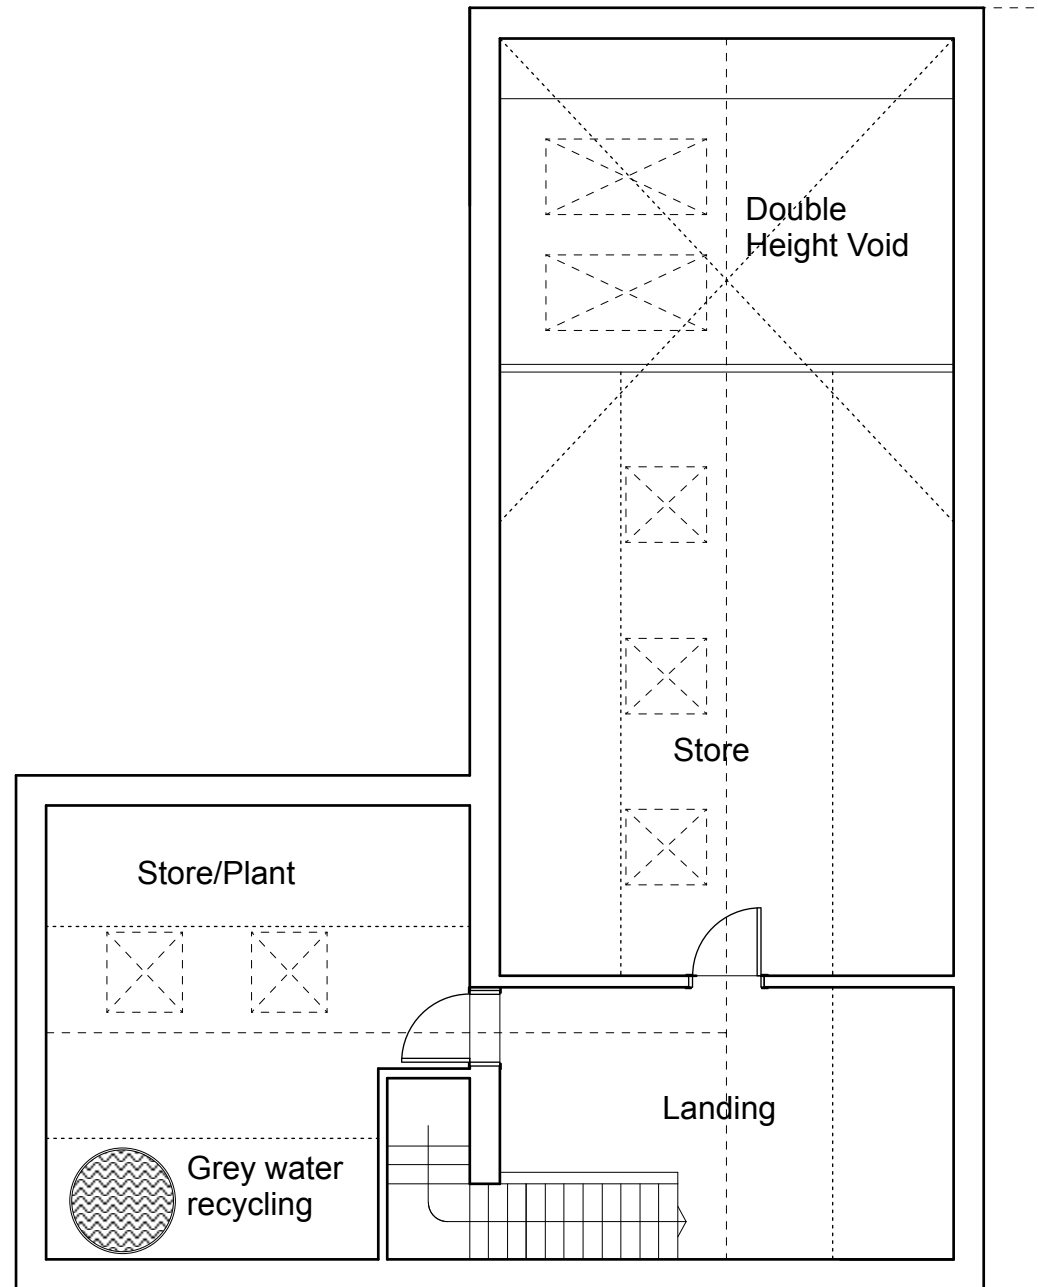 Double
Height Void
Store
Store/Plant
Landing
Grey water
recycling